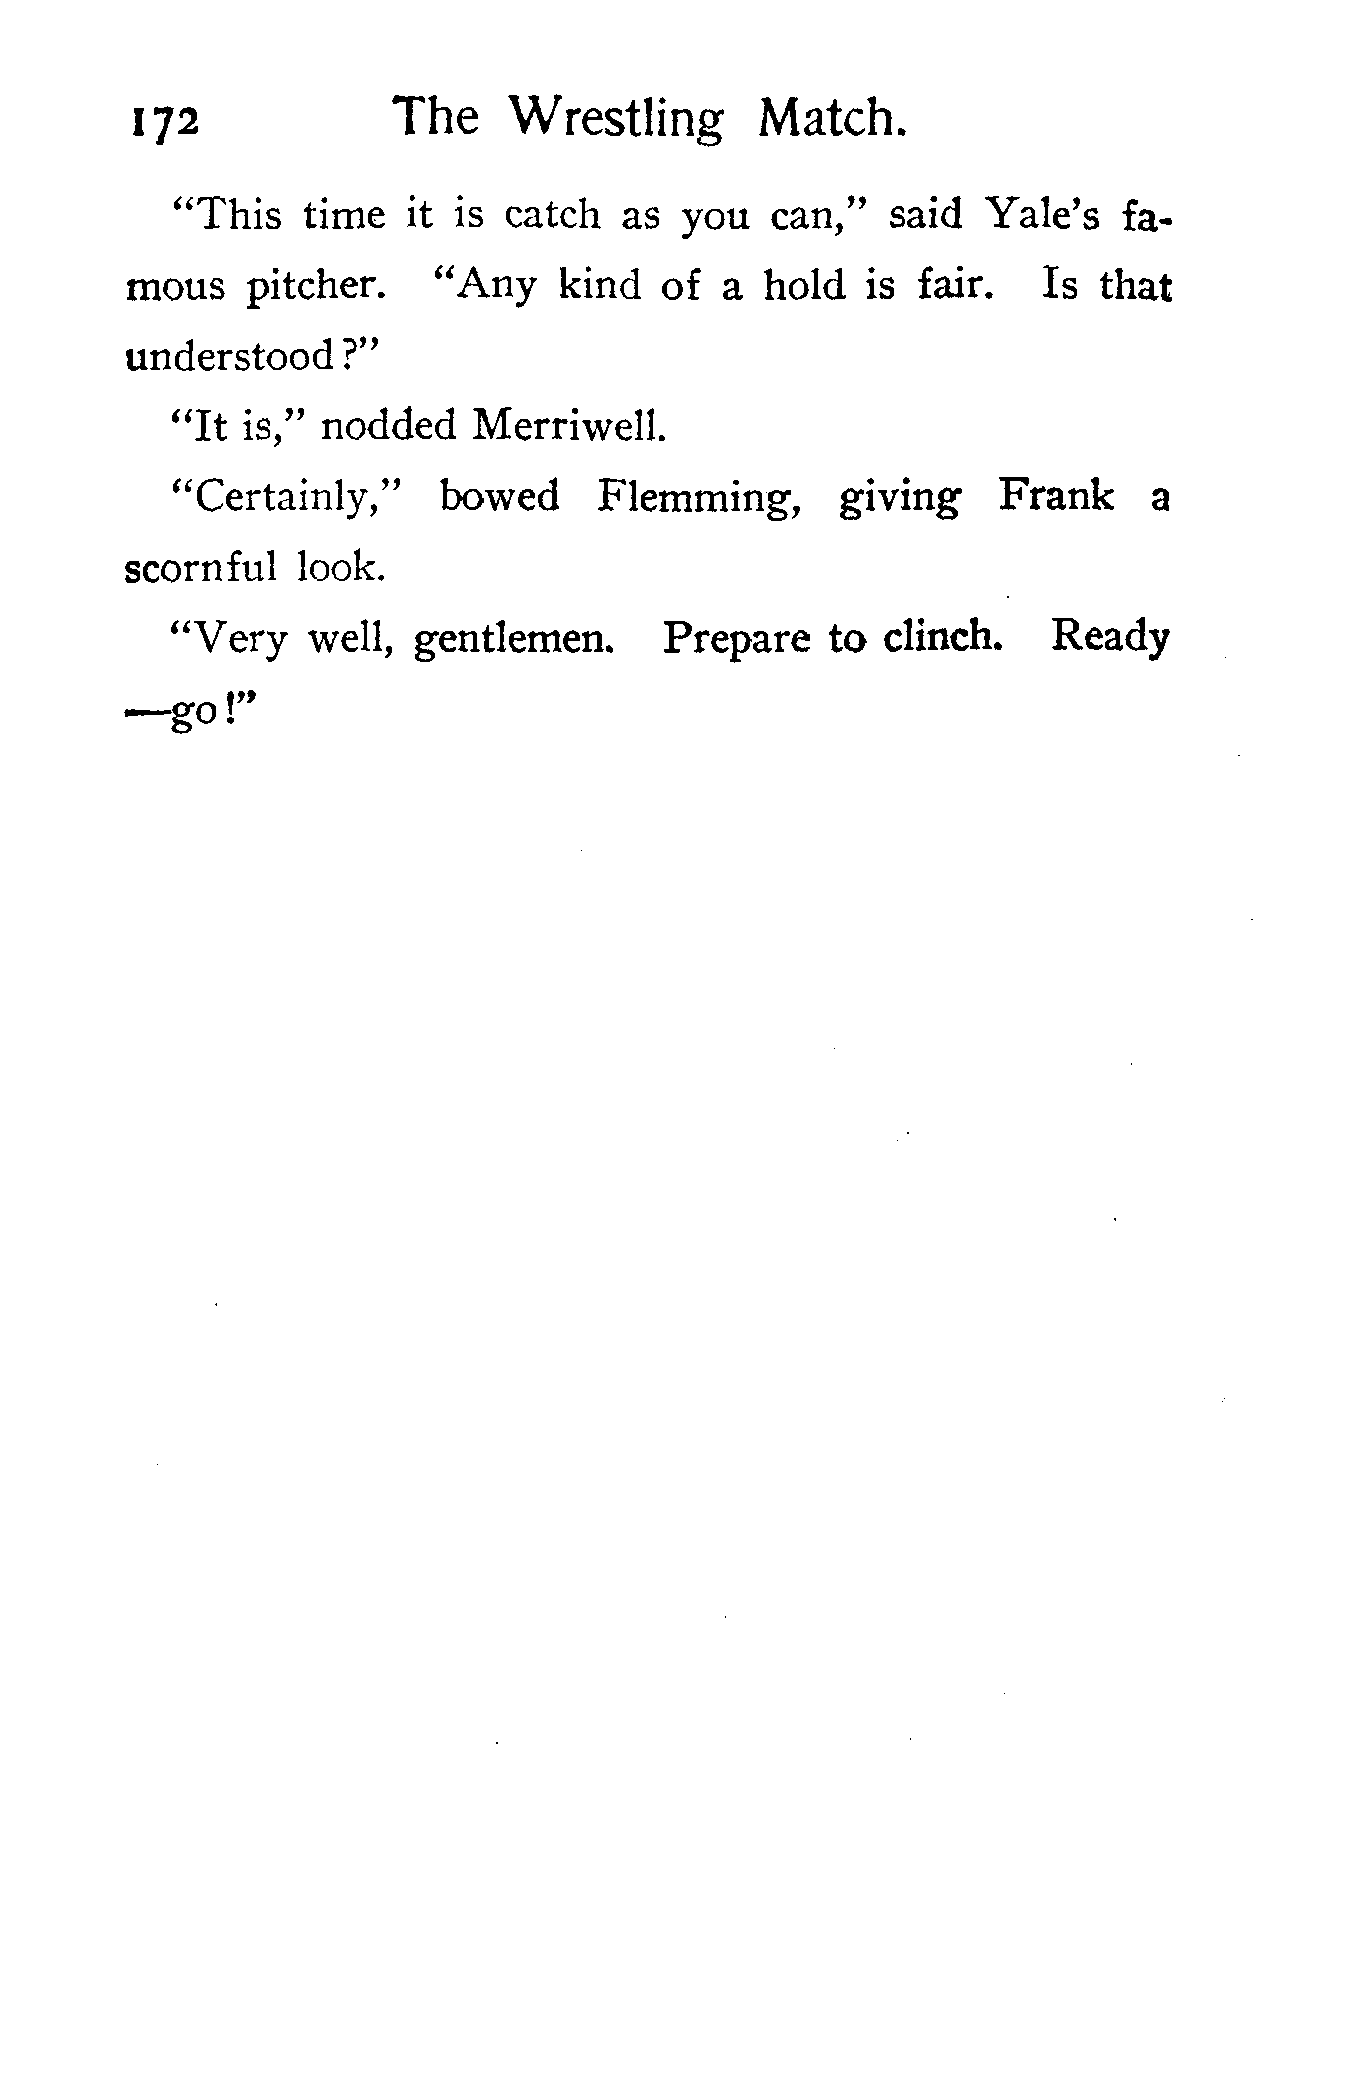 172 The Wrestling Match.
“This time it is catch as you can,” said Yale’s fa-
mous pitcher. “Any kind of a hold is fair. Is that
understood?”
“It is,” nodded Merriwell.
“Certainly,” bowed Flemming, giving Frank a
scornful look.
“Very well, gentlemen. Prepare to clinch. Ready
—go!”